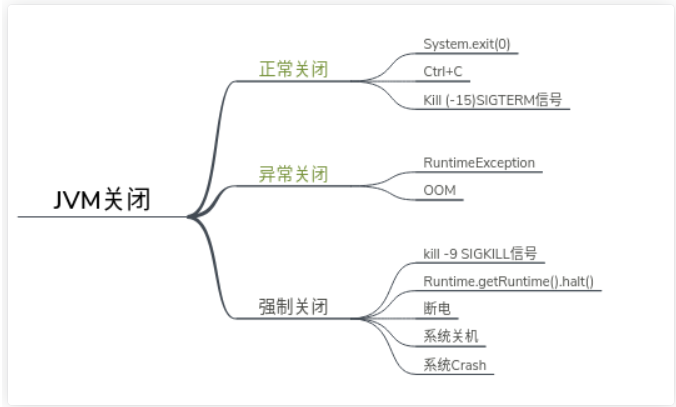 JVM关闭
正常关闭
System.exit(0)
Ctrl+C
Kill (-15)SIGTERM信号
异常关闭
RuntimeException
OOM
强制关闭
kill -9 SIGKILL信号
Runtime.getRuntime().halt()
断电
系统关机
系统Crash